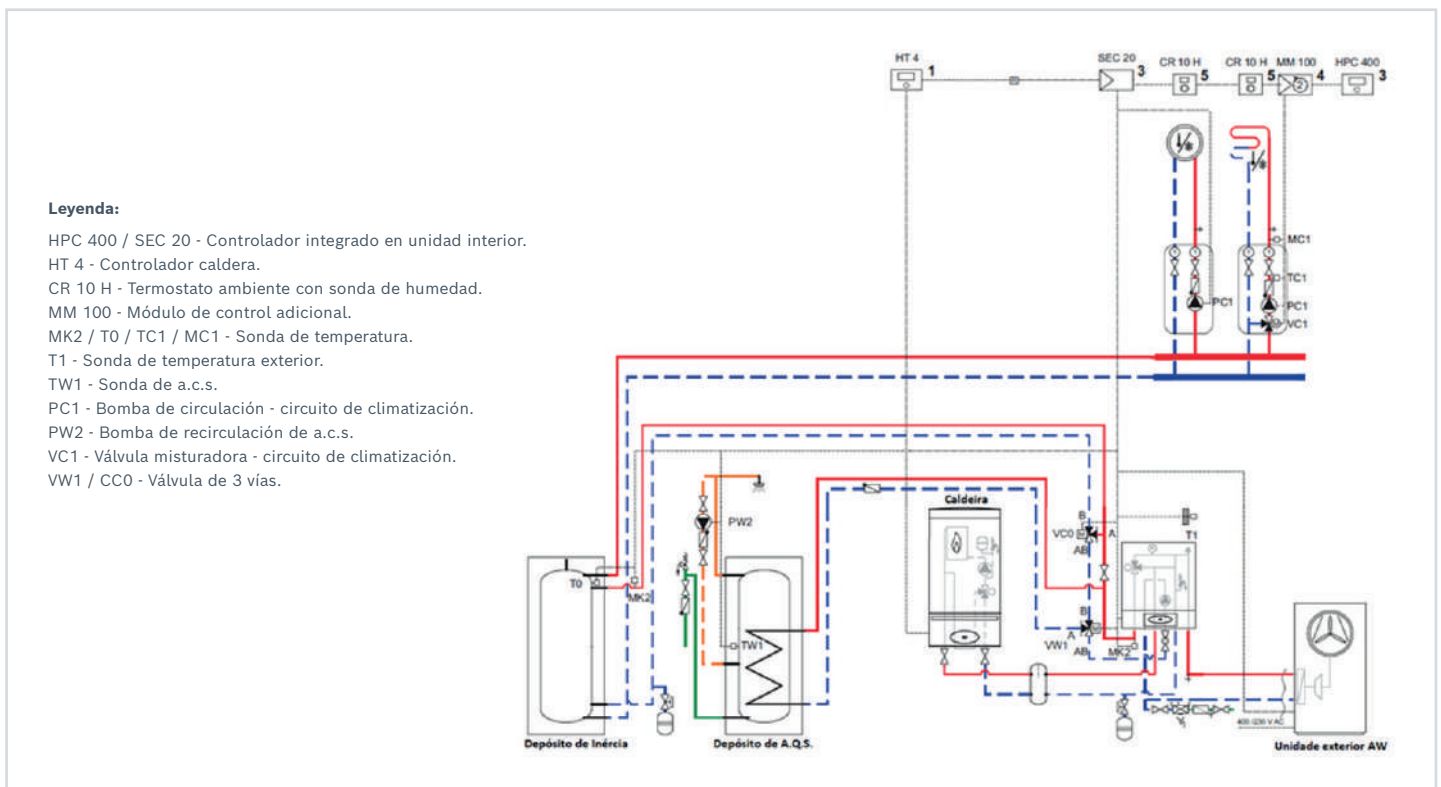 HT 4
1
SEC 20
3
CR 10 H
5
CR 10 H
5
MM 100
4
HPC 400
3
2
Leyenda:
HPC 400 / SEC 20 - Controlador integrado en unidad interior.
HT 4 - Controlador caldera.
CR 10 H - Termostato ambiente con sonda de humedad.
MM 100 - Módulo de control adicional.
MK2 / T0 / TC1 / MC1 - Sonda de temperatura.
T1 - Sonda de temperatura exterior.
TW1 - Sonda de a.c.s.
PC1 - Bomba de circulación - circuito de climatización.
PW2 - Bomba de recirculación de a.c.s.
VC1 - Válvula misturadora - circuito de climatización.
VW1 / CC0 - Válvula de 3 vías.
MC1
TC1
PC1
PC1
VC1
Caldeira
PW2
B
VC0
A
AB
T1
T0
MK2
B
A
VW1
AB
MK2
TW1
400 /230 V AC
Depósito de Inércia
Depósito de A.Q.S.
Unidade exterior AW